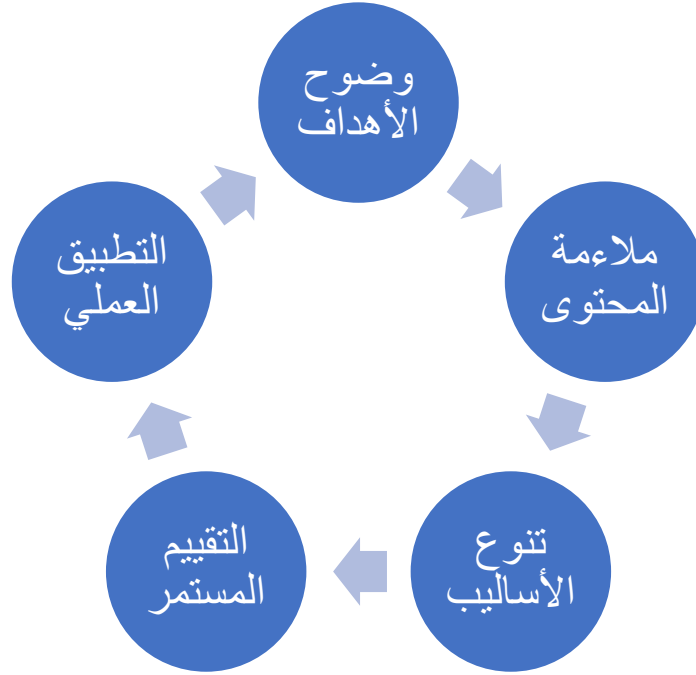 وضوح
الأهداف
ملاءمة
المحتوى
تنوع
الأساليب
التقييم
المستمر
التطبيق
العملي